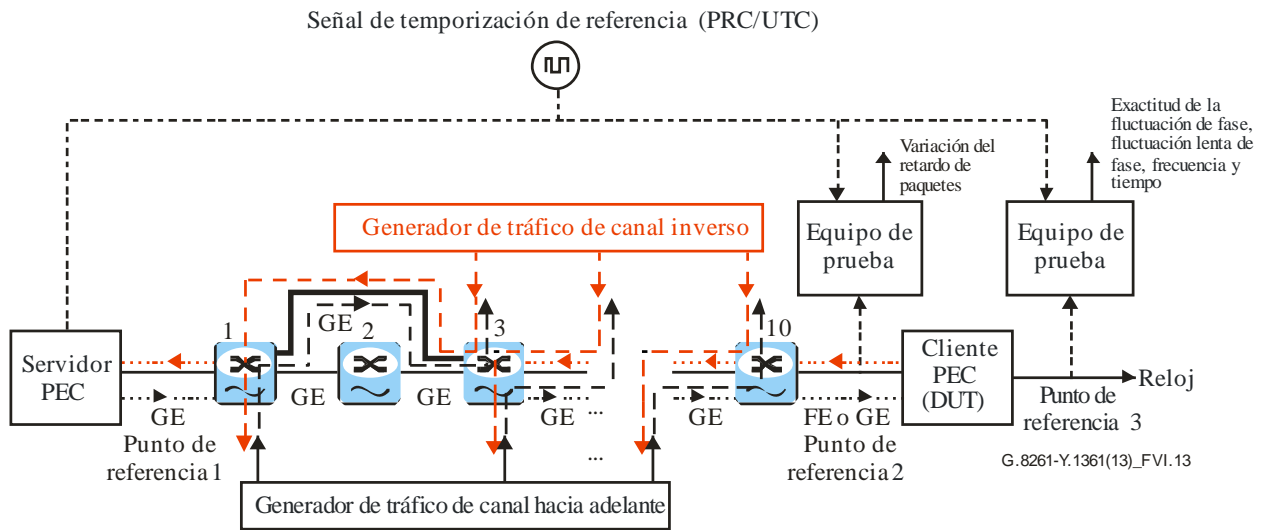 Señal de temporización de referencia (PRC/UTC)
Exactitud de la
fluctuación de fase,
fluctuación lenta de
fase, frecuencia y
tiempo
Variación del
retardo de
paquetes
Generador de tráfico de canal inverso
Equipo de
prueba
Equipo de
prueba
1
GE
2
3
10
Servidor
PEC
Cliente
PEC
(DUT)
Reloj
GE
GE
GE
GE
...
GE
FE o GE
Punto de
referencia 1
Punto de
referencia 2
Punto de
referencia 3
...
G.8261-Y.1361(13)_FVI.13
Generador de tráfico de canal hacia adelante